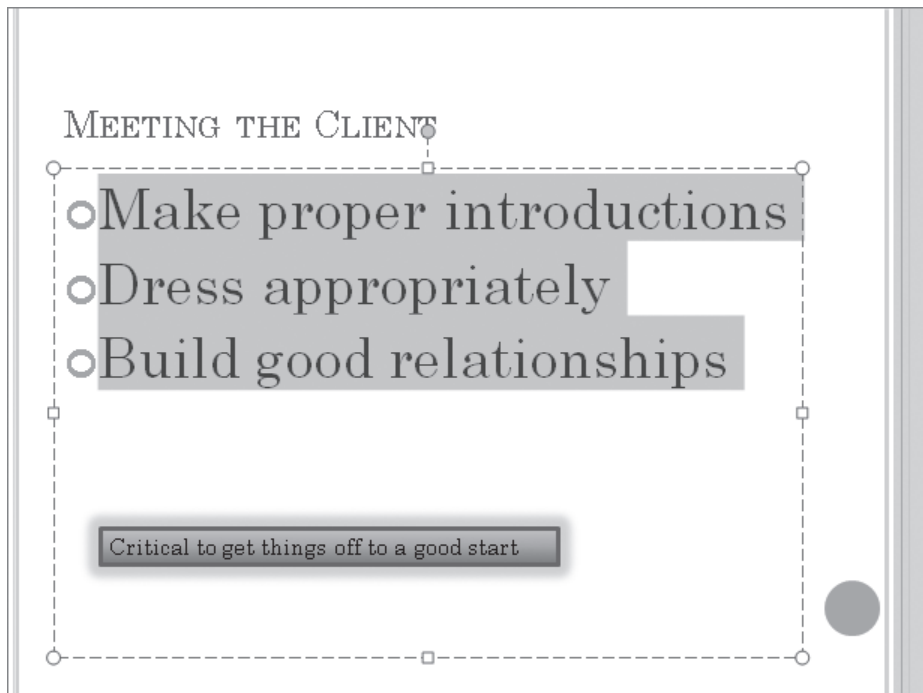 Meeting the Client
Make proper introductions
Dress appropriately
Build good relationships
Critical to get things off to a good start